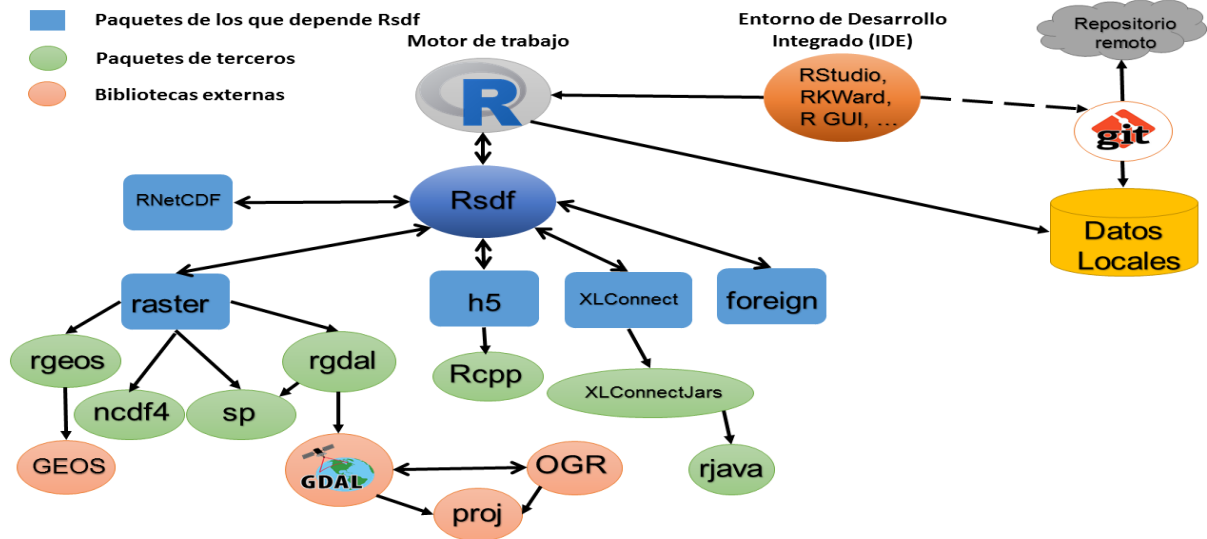 Paquetes de los que depende Rsdf
Paquetes de terceros
Bibliotecas externas
Motor de trabajo
R
Entorno de Desarrollo
Integrado (IDE)
RStudio,
RKWard,
R GUI, ...
Repositorio
remoto
git
Datos
Locales
RNetCDF
Rsdf
raster
h5
XLConnect
foreign
rgeos
rgdal
Rcpp
XLConnectJars
ncdf4
sp
GEOS
GDAL
OGR
rjava
proj